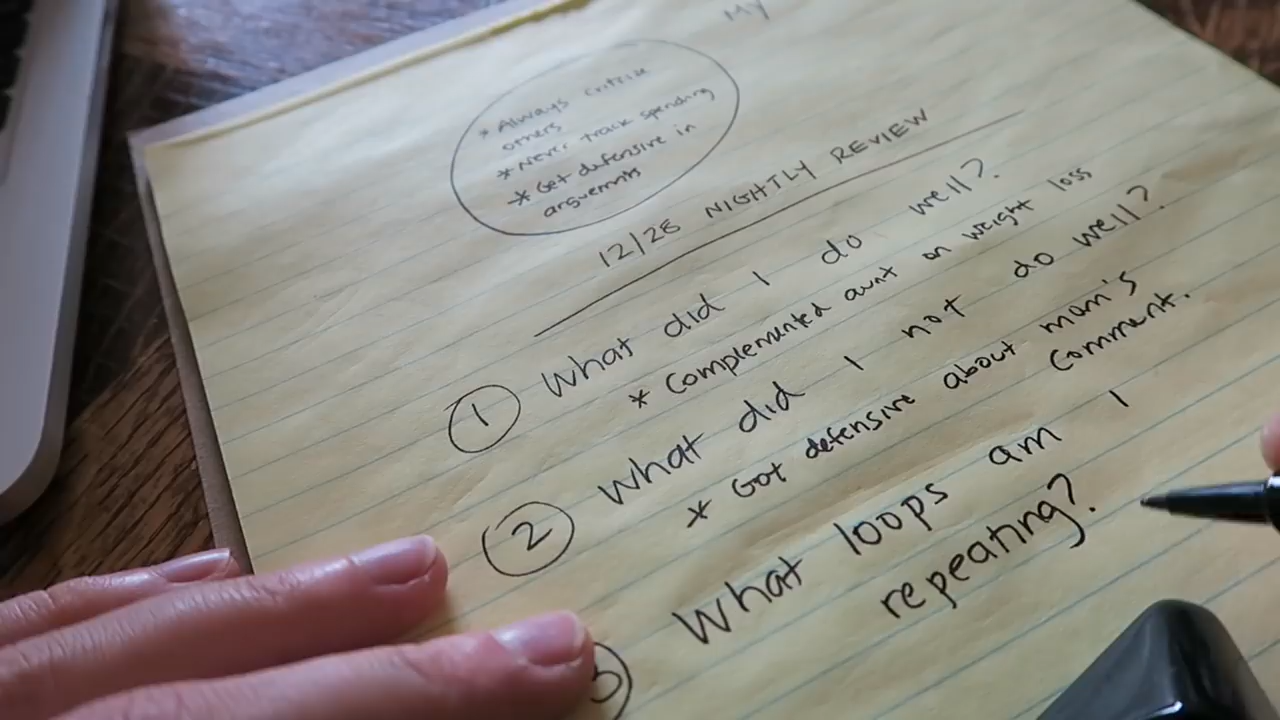 My
* Always critize
others
* Never track spending
* Get defensive in
arguemnts
12/28 NIGHTLY REVIEW
1 What did I do well?
* Complemented aunt on weight loss
2 What did I not do well?
* Got defensive about mom's
comment.
3 What loops am I
repeating?